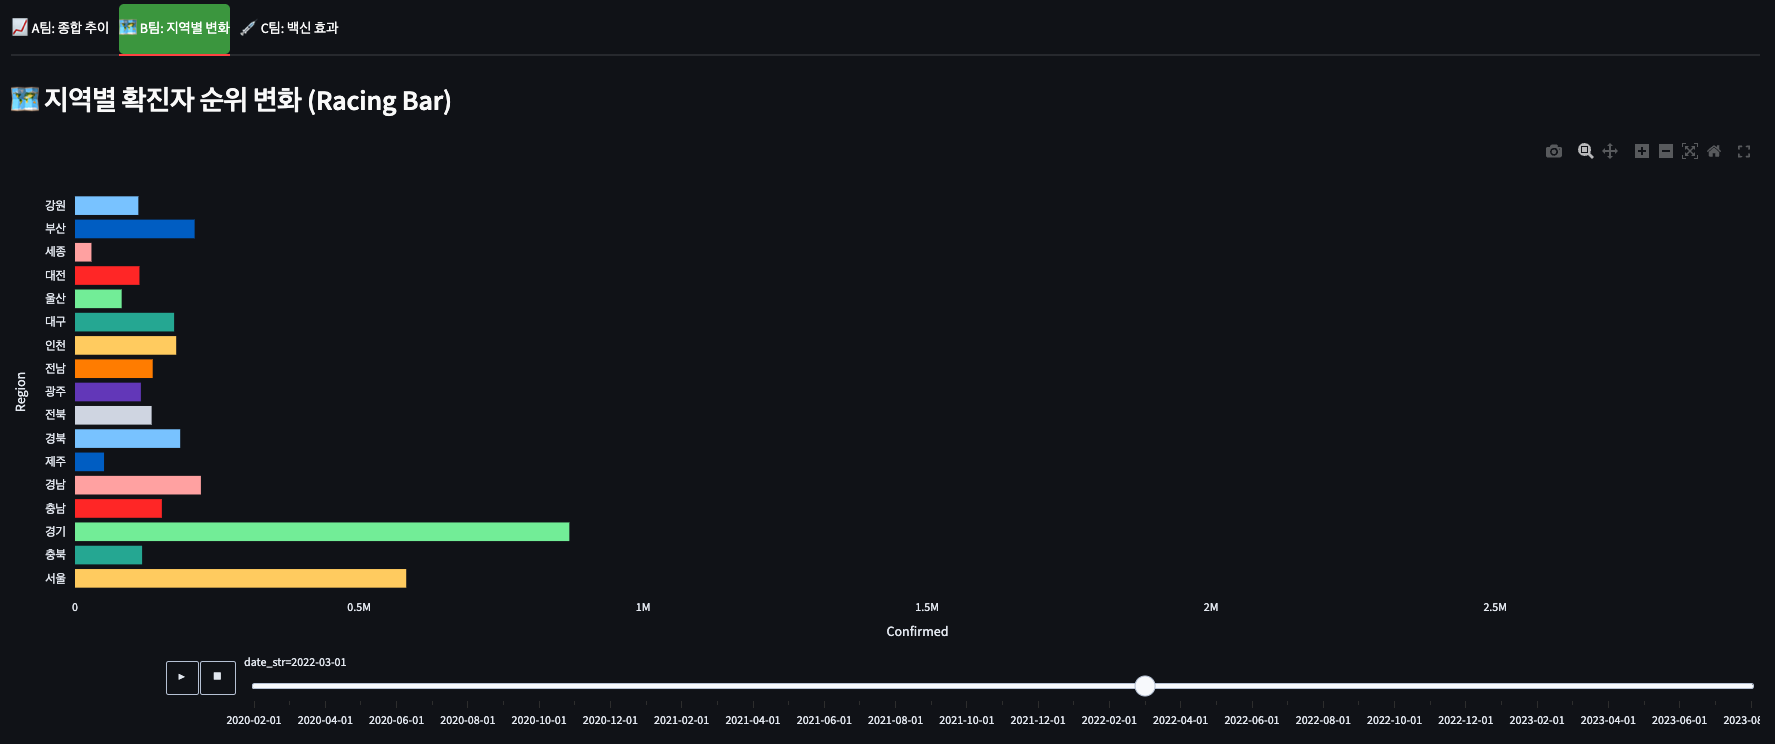 A팀: 종합 추이
B팀: 지역별 변화
C팀: 백신 효과
지역별 확진자 순위 변화 (Racing Bar)
강원
부산
세종
대전
울산
대구
인천
전남
광주
전북
경북
제주
경남
충남
경기
충북
서울
Region
0 0.5M 1M 1.5M 2M 2.5M
Confirmed
date_str=2022-03-01
2020-02-01 2020-04-01 2020-06-01 2020-08-01 2020-10-01 2020-12-01 2021-02-01 2021-04-01 2021-06-01 2021-08-01 2021-10-01 2021-12-01 2022-02-01 2022-04-01 2022-06-01 2022-08-01 2022-10-01 2022-12-01 2023-02-01 2023-04-01 2023-06-01